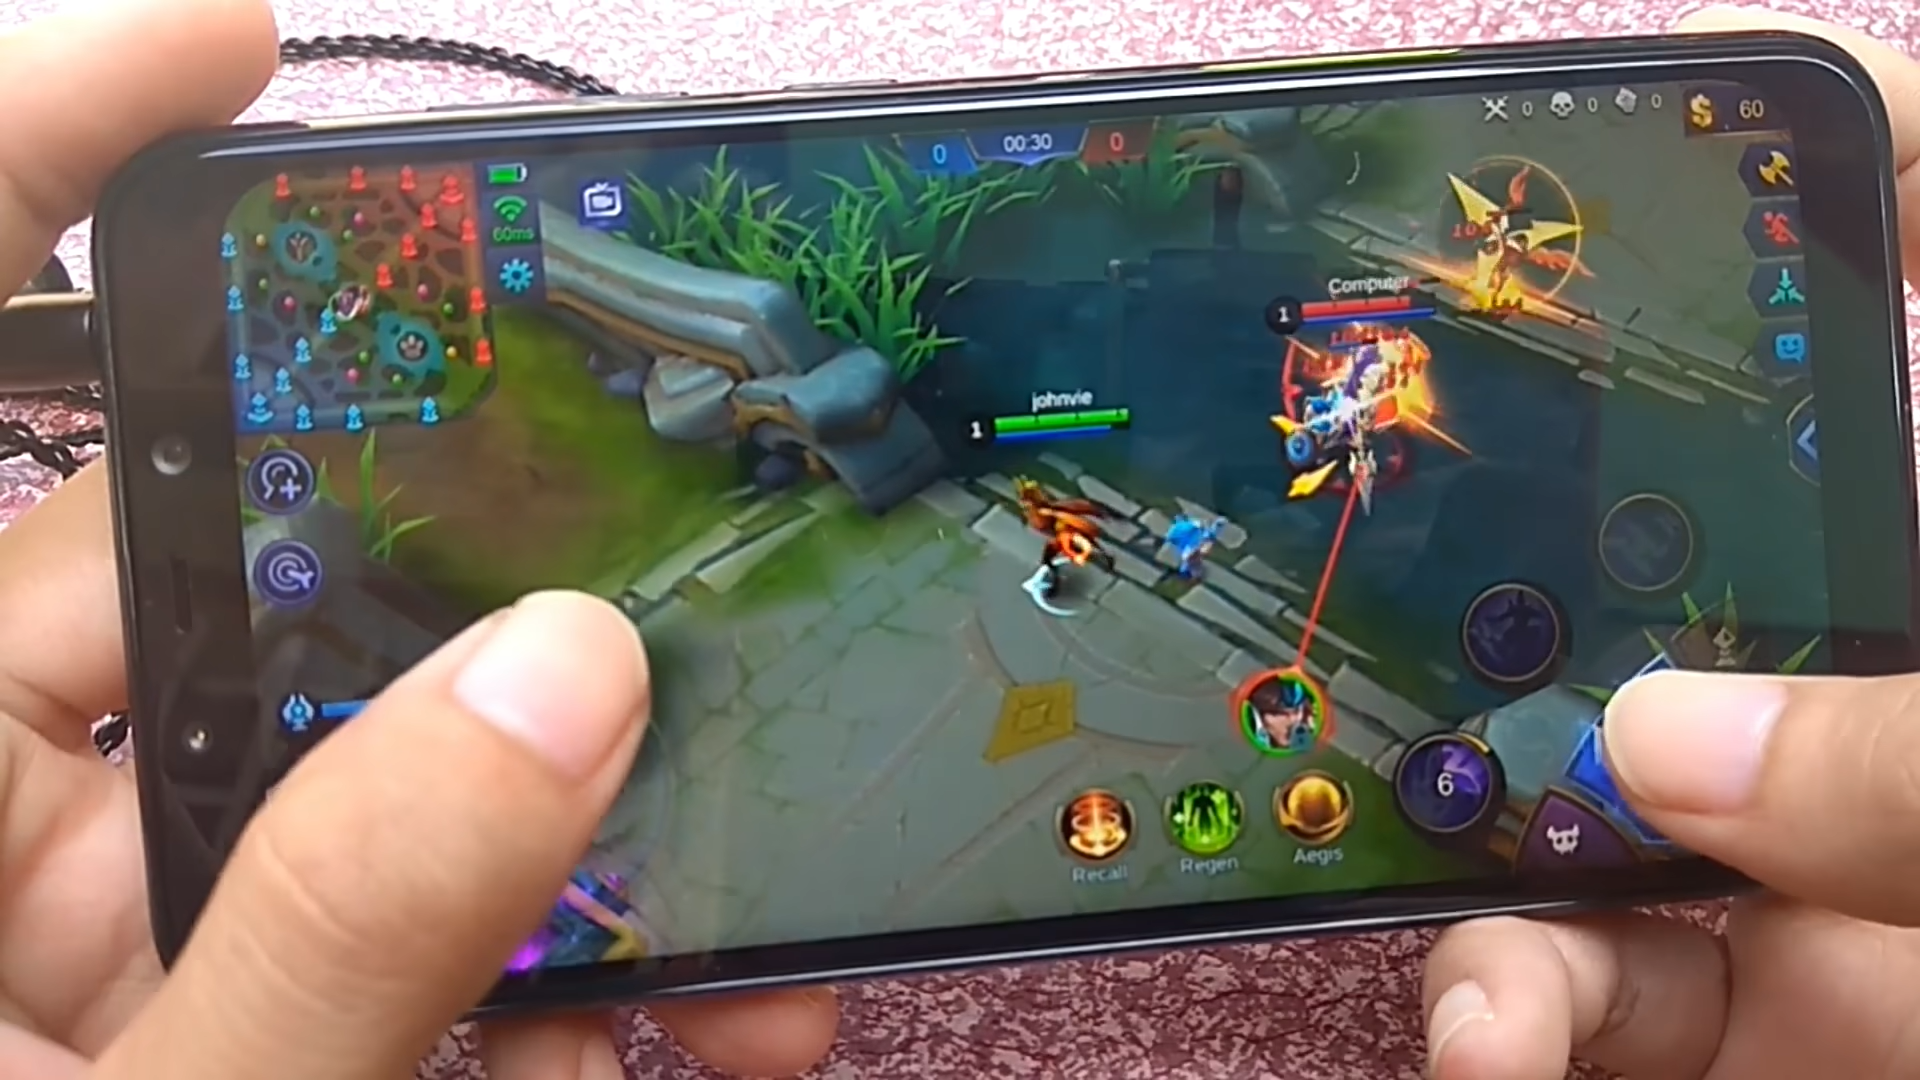 0 00:30 0
0 0 0 60
60ms
Computer
1
johnvie
1
6
Recall Regen Aegis